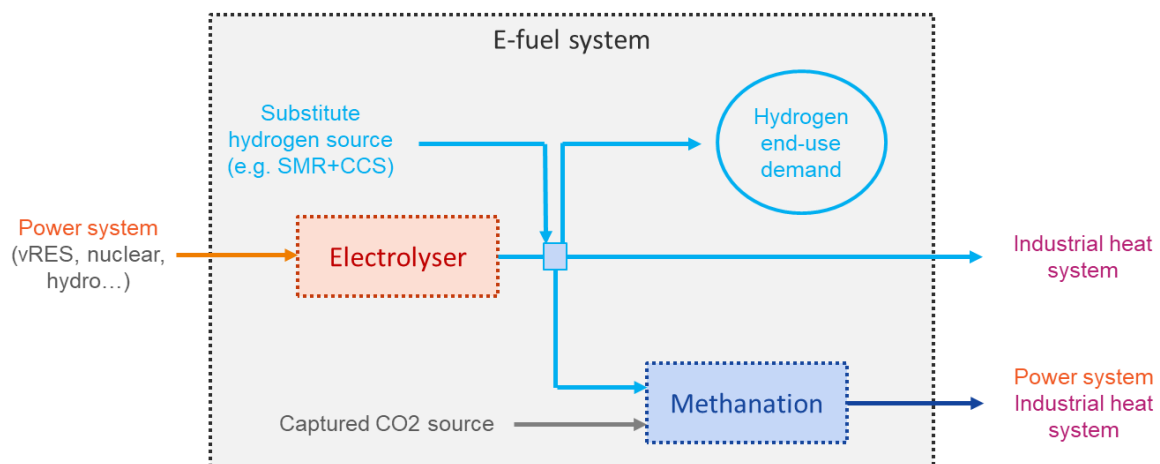 E-fuel system
Substitute
hydrogen source
(e.g. SMR+CCS)
Hydrogen
end-use
demand
Power system
(vRES, nuclear,
hydro…)
Electrolyser
Industrial heat
system
Captured CO2 source
Methanation
Power system
Industrial heat
system